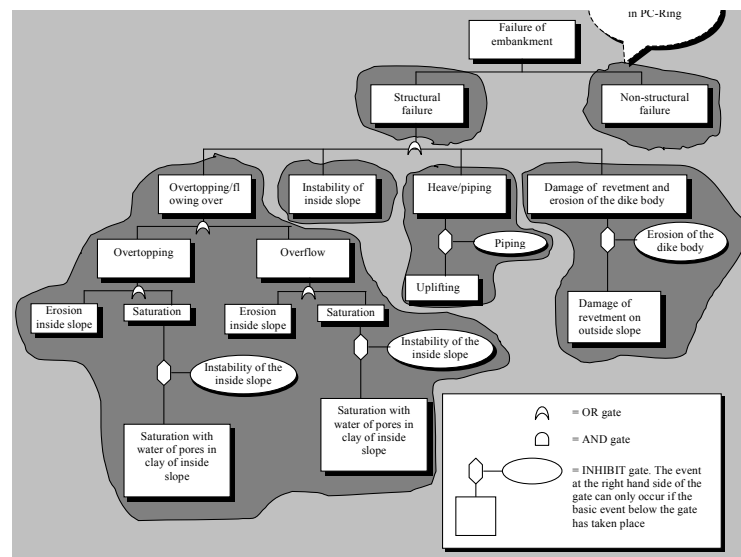 in PC-Ring
Failure of
embankment
Structural
failure
Non-structural
failure
Overtopping/fl
owing over
Instability of
inside slope
Heave/piping
Damage of revetment and
erosion of the dike body
Overtopping
Overflow
Piping
Erosion of the
dike body
Uplifting
Erosion
inside slope
Saturation
Erosion
inside slope
Saturation
Damage of
revetment on
outside slope
Instability of the
inside slope
Instability of the
inside slope
Saturation with
water of pores in
clay of inside
slope
Saturation with
water of pores in
clay of inside
slope
= OR gate
= AND gate
= INHIBIT gate. The event
at the right hand side of the
gate can only occur if the
basic event below the gate
has taken place